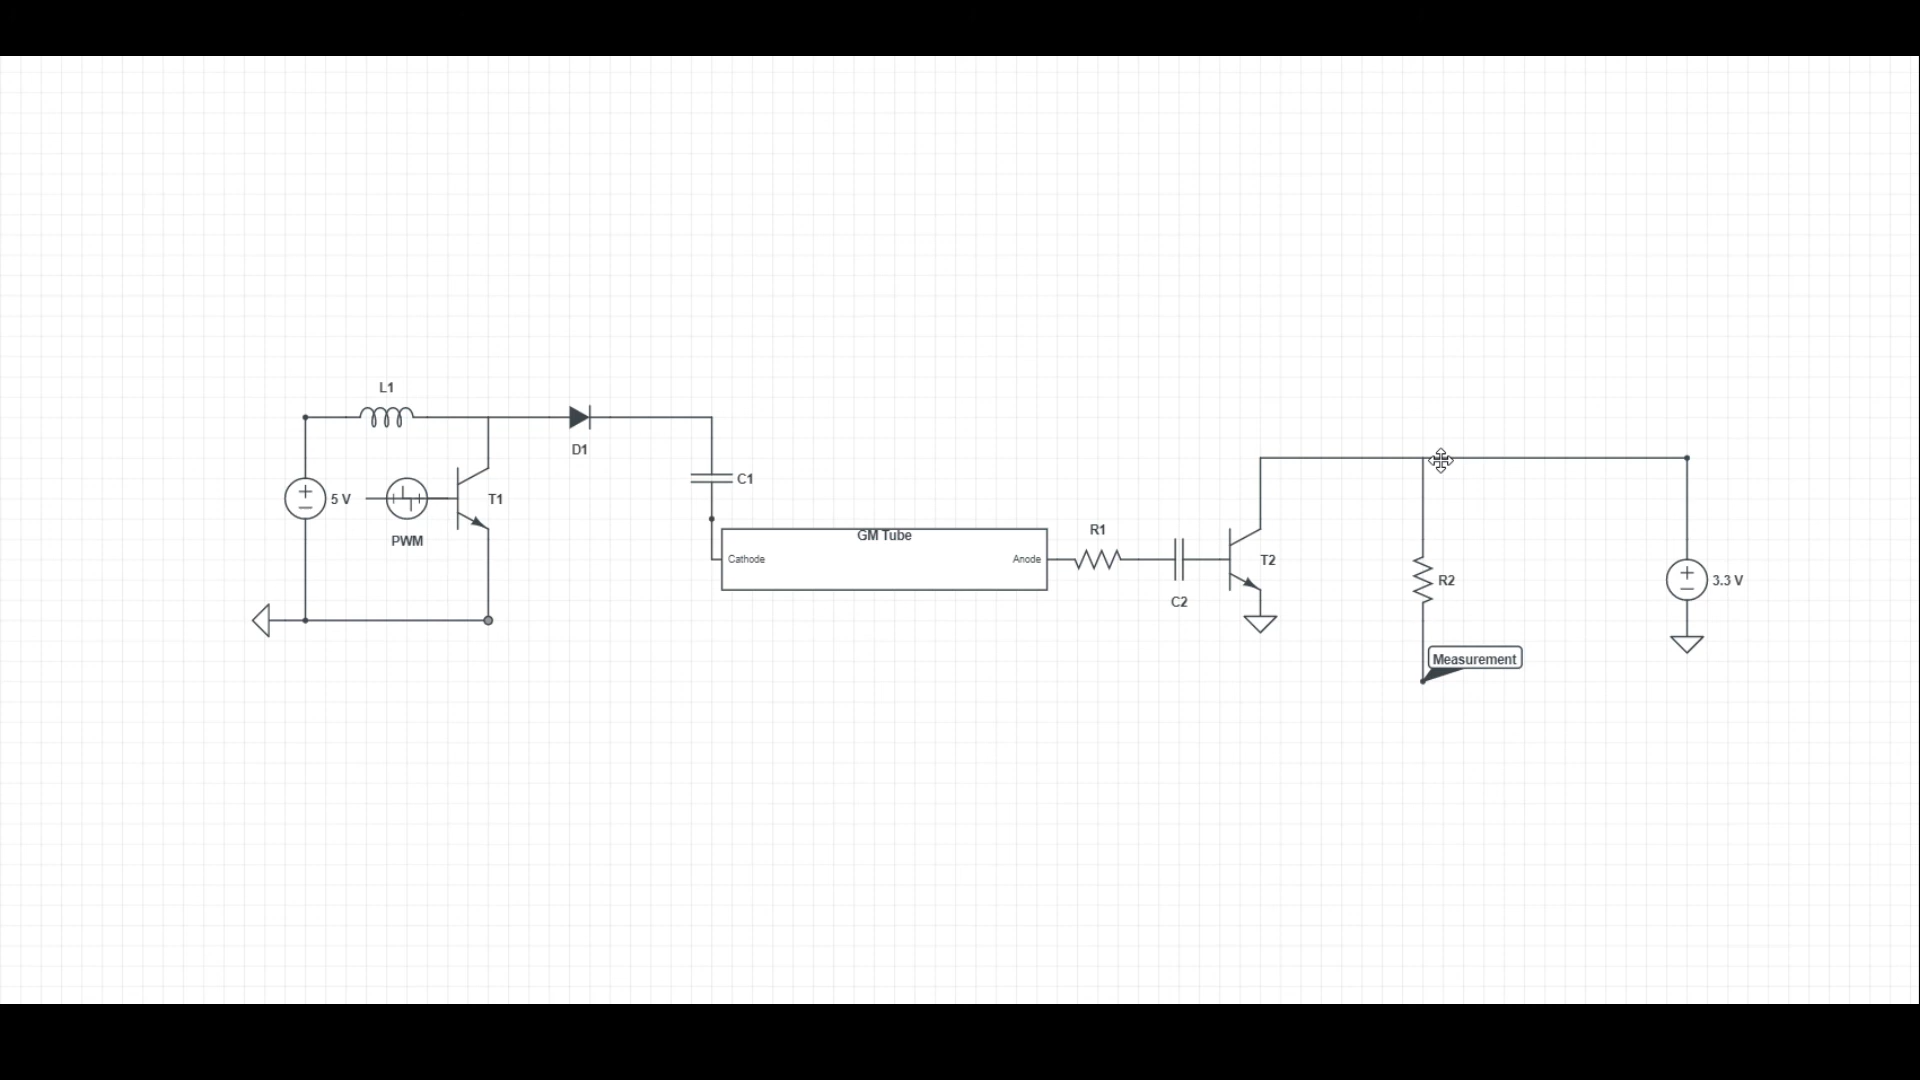 L1
D1
C1
5 V
T1
PWM
GM Tube
Cathode
Anode
R1
C2
T2
R2
3.3 V
Measurement